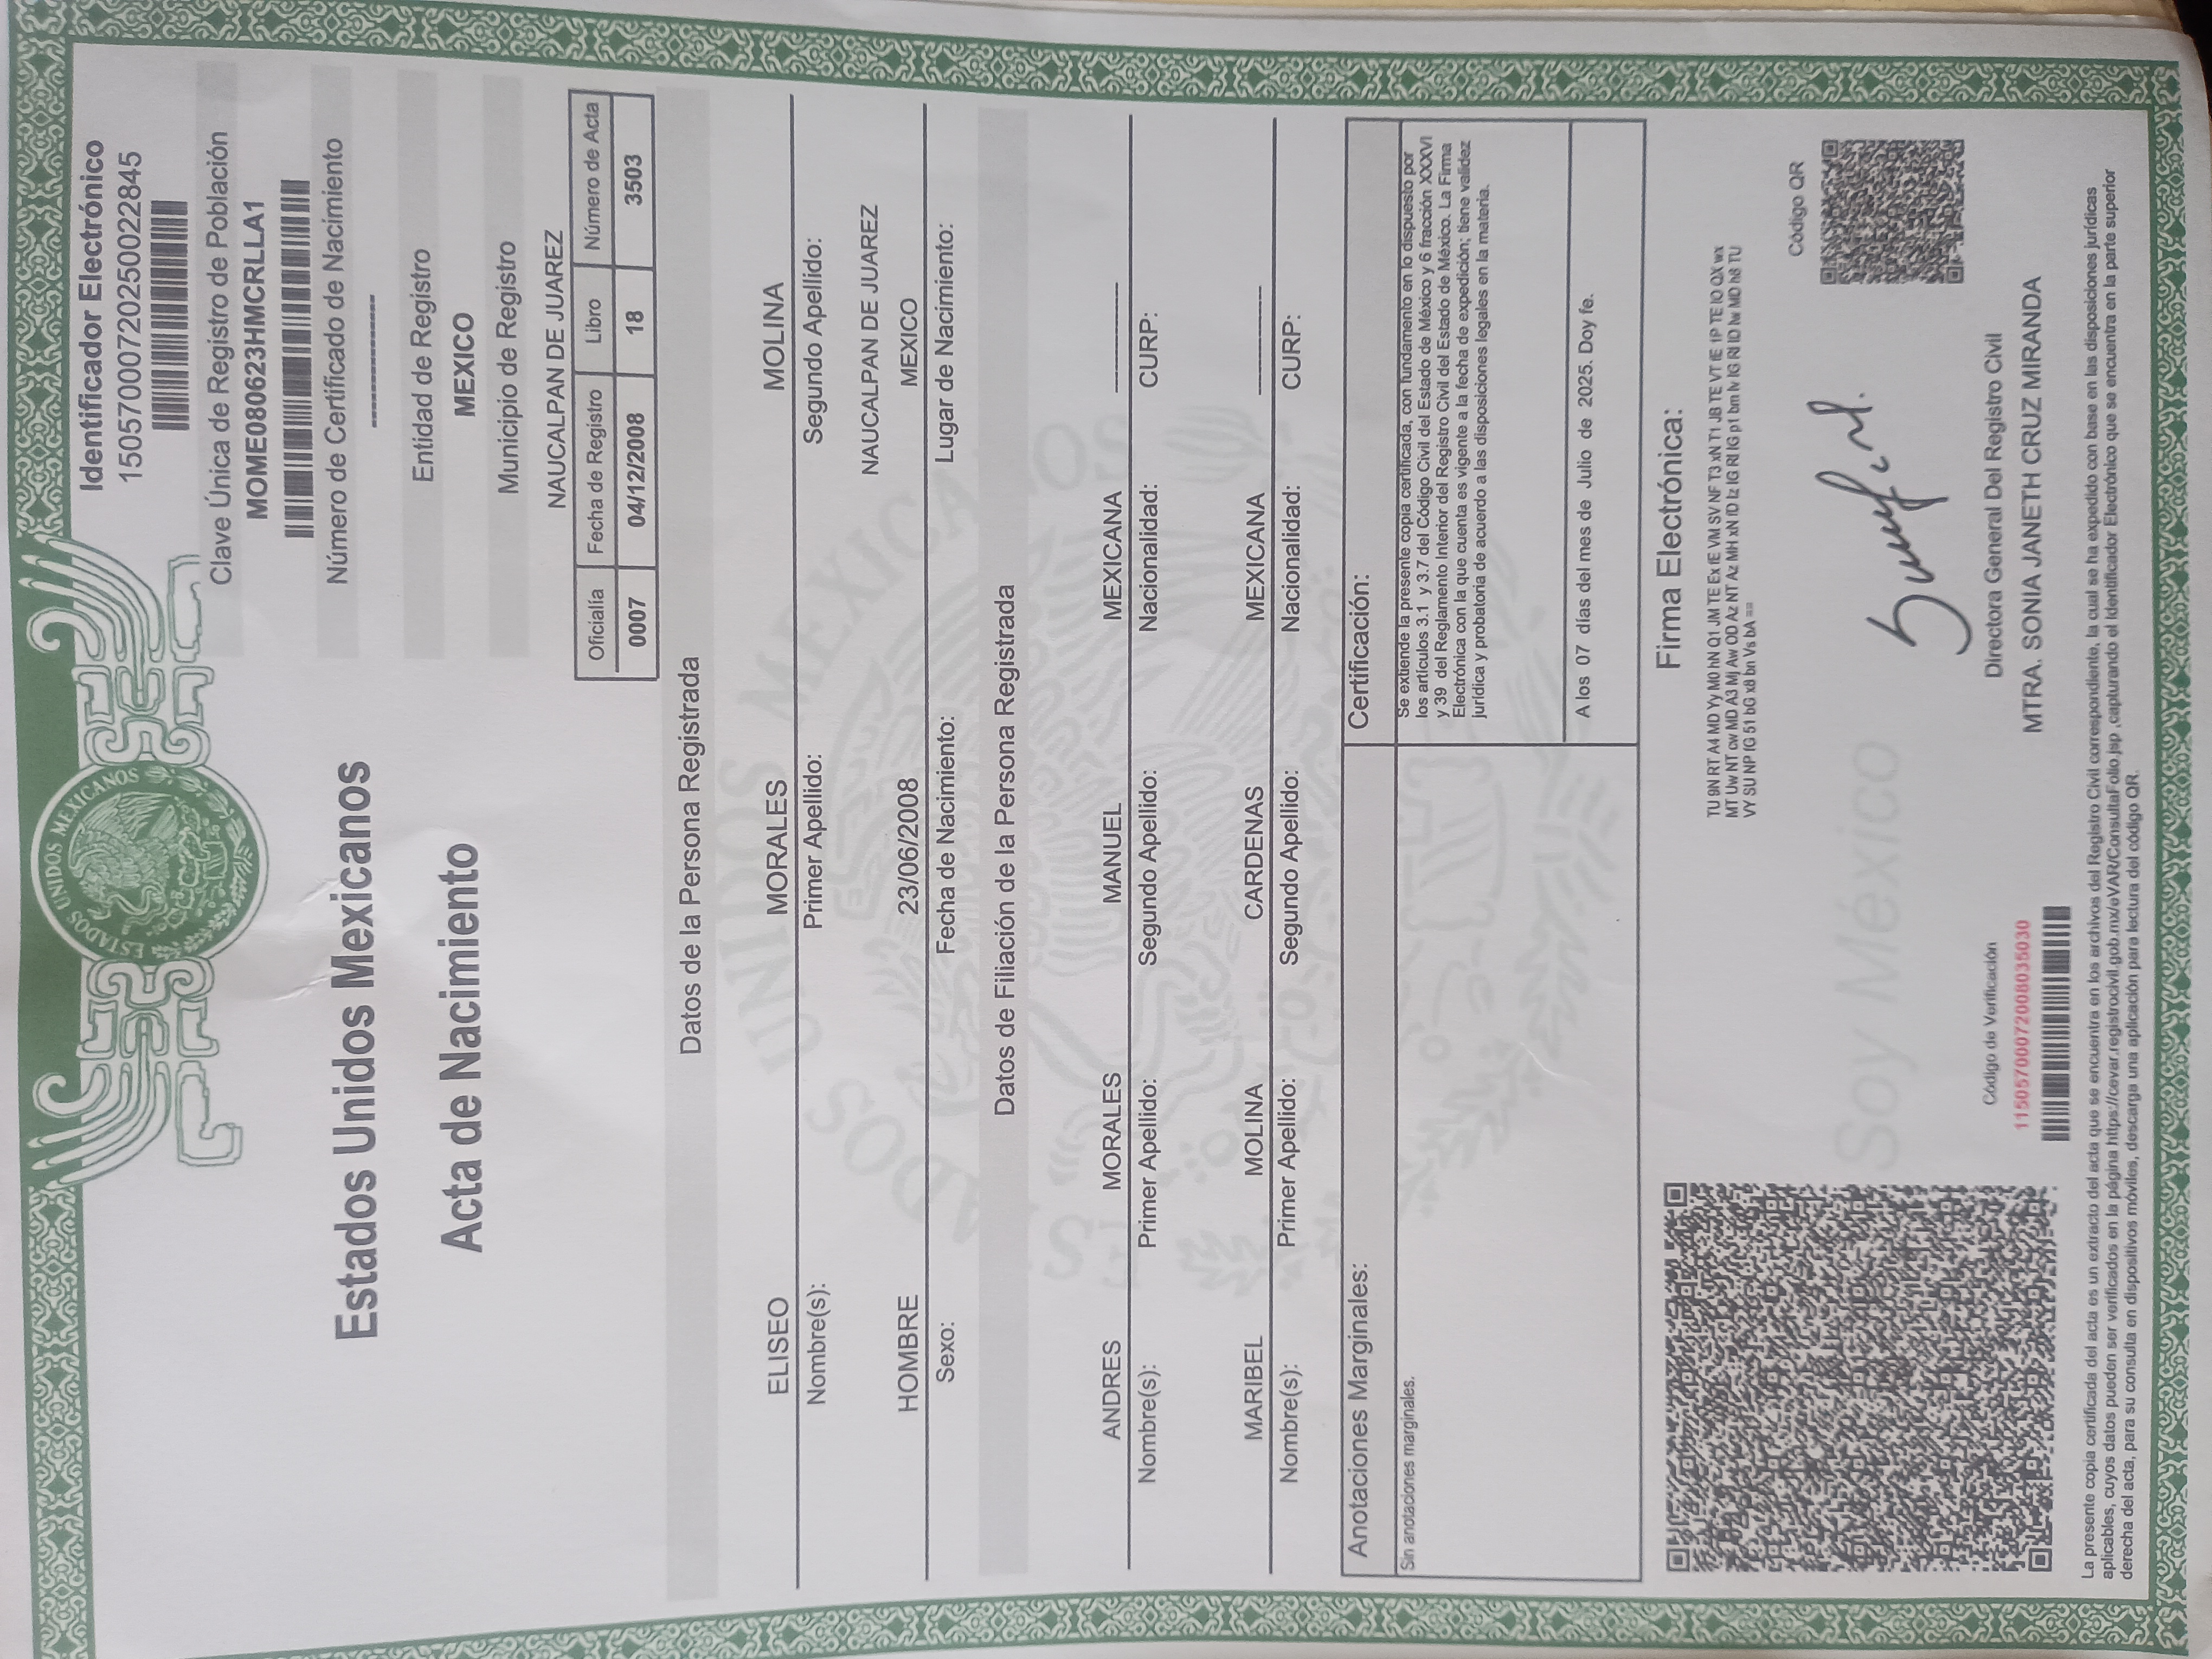 ESTADOS UNIDOS MEXICANOS
Identificador Electrónico
15057000720250022845
Clave Única de Registro de Población
MOME080623HMCRLLA1
Número de Certificado de Nacimiento
Entidad de Registro
MEXICO
Municipio de Registro
NAUCALPAN DE JUAREZ
Estados Unidos Mexicanos
Acta de Nacimiento
Oficialía Fecha de Registro Libro Número de Acta
0007 04/12/2008 18 3503
Datos de la Persona Registrada
ELISEO MORALES MOLINA
Nombre(s): Primer Apellido: Segundo Apellido:
NAUCALPAN DE JUAREZ
HOMBRE 23/06/2008 MEXICO
Sexo: Fecha de Nacimiento: Lugar de Nacimiento:
Datos de Filiación de la Persona Registrada
ANDRES MORALES MANUEL MEXICANA
Nombre(s): Primer Apellido: Segundo Apellido: Nacionalidad: CURP:
MARIBEL MOLINA CARDENAS MEXICANA
Nombre(s): Primer Apellido: Segundo Apellido: Nacionalidad: CURP:
Anotaciones Marginales:
Sin anotaciones marginales.
Certificación:
Se extiende la presente copia certificada, con fundamento en lo dispuesto por
los artículos 3.1 y 3.7 del Código Civil del Estado de México y 6 fracción XXXVI
y 39 del Reglamento Interior del Registro Civil del Estado de México. La Firma
Electrónica con la que cuenta es vigente a la fecha de expedición; tiene validez
jurídica y probatoria de acuerdo a las disposiciones legales en la materia.
A los 07 días del mes de Julio de 2025. Doy fe.
Firma Electrónica:
Código QR
Soy México
Directora General Del Registro Civil
MTRA. SONIA JANETH CRUZ MIRANDA
Código de Verificación
11505700072008035030
La presente copia certificada del acta es un extracto del acta que se encuentra en los archivos del Registro Civil correspondiente, la cual se ha expedido con base en las disposiciones jurídicas
aplicables, cuyos datos pueden ser verificados en la página https://cevar.registrocivil.gob.mx/eVAR/ConsultaFolio.jsp ,capturando el Identificador Electrónico que se encuentra en la parte superior
derecha del acta, para su consulta en dispositivos móviles, descarga una aplicación para lectura del código QR.